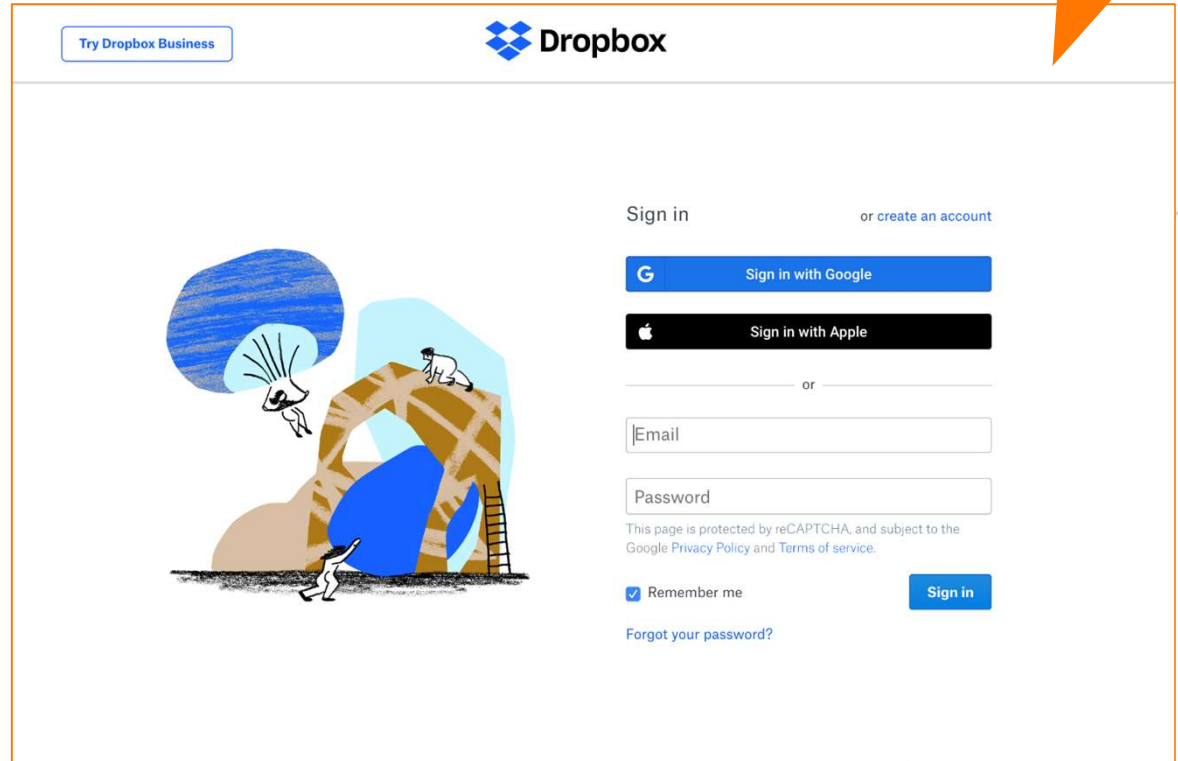 Try Dropbox Business
Dropbox
Sign in
or create an account
Sign in with Google
Sign in with Apple
or
Email
Password
This page is protected by reCAPTCHA, and subject to the
Google Privacy Policy and Terms of service.
Remember me
Sign in
Forgot your password?